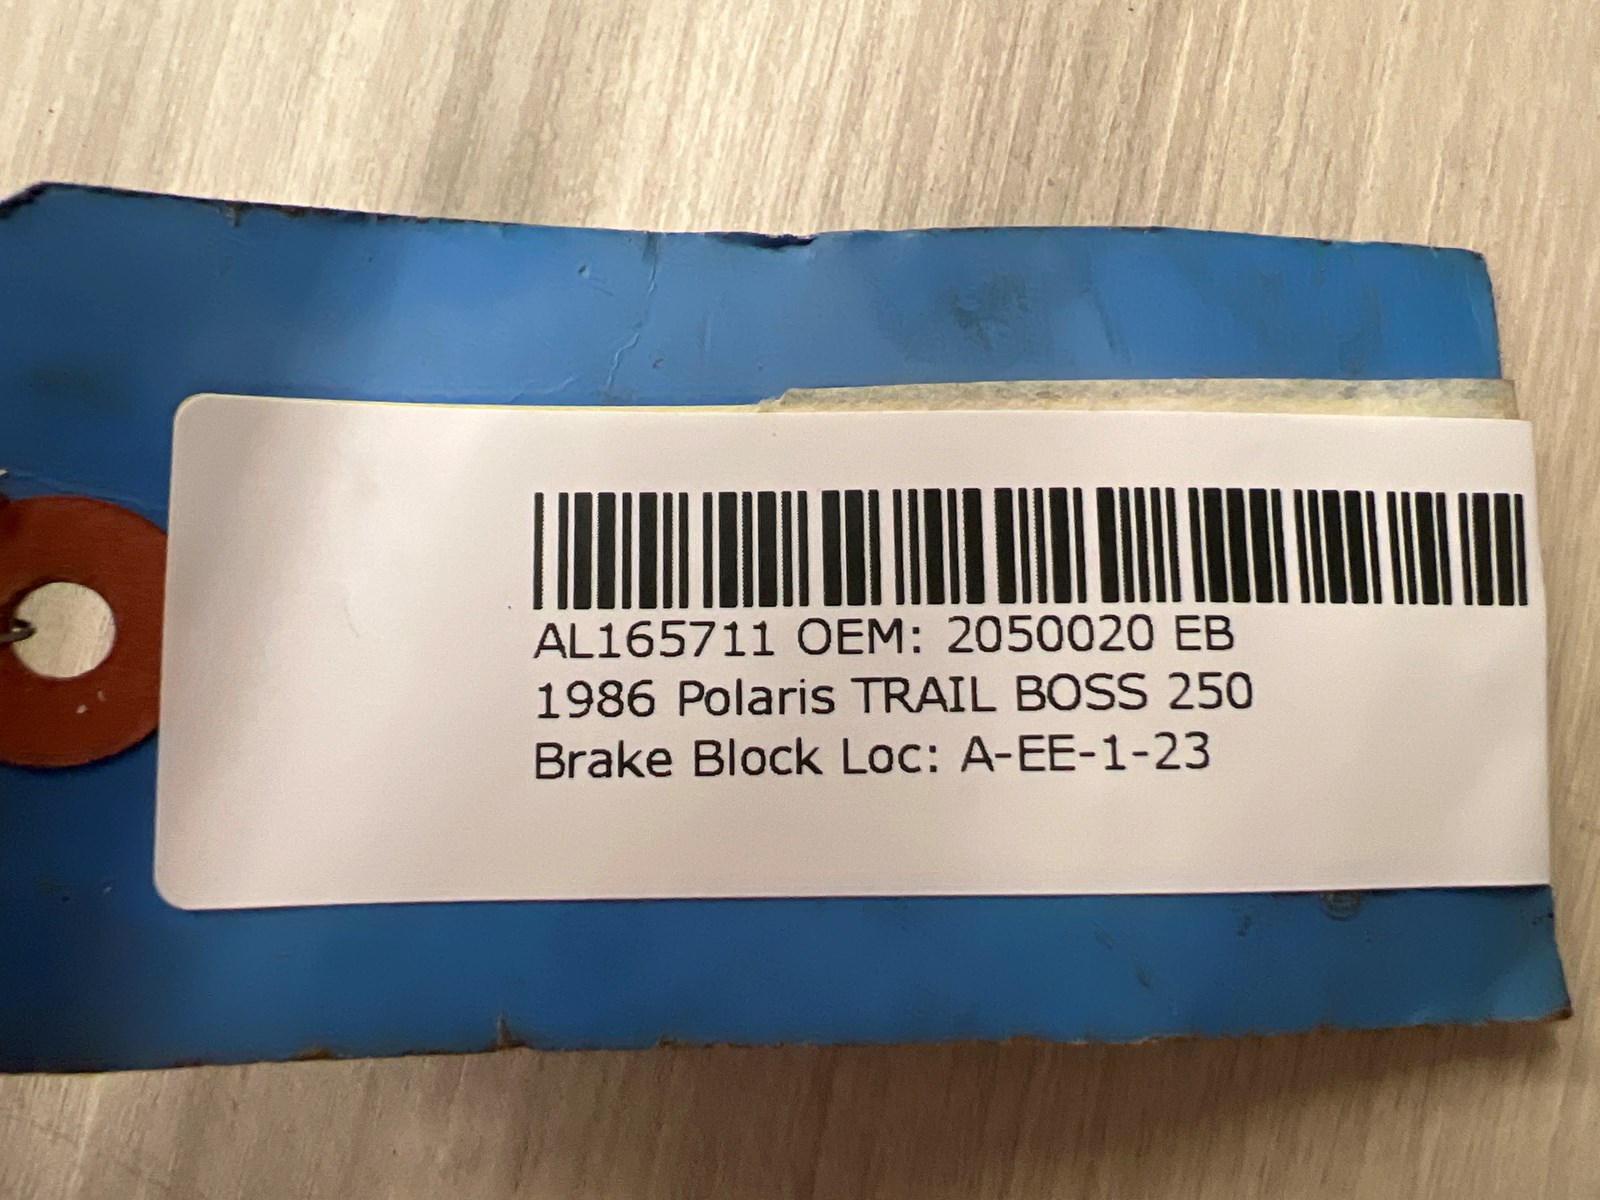 AL165711 OEM: 2050020 EB
1986 Polaris TRAIL BOSS 250
Brake Block Loc: A-EE-1-23